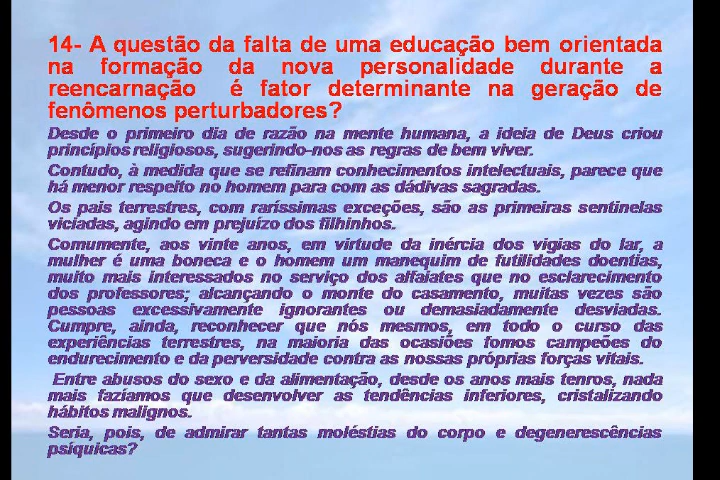 14- A questão da falta de uma educação bem orientada
na formação da nova personalidade durante a
reencarnação é fator determinante na geração de
fenômenos perturbadores?
Desde o primeiro dia de razão na mente humana, a ideia de Deus criou
princípios religiosos, sugerindo-nos as regras de bem viver.
Contudo, à medida que se refinam conhecimentos intelectuais, parece que
há menor respeito no homem para com as dádivas sagradas.
Os pais terrestres, com raríssimas exceções, são as primeiras sentinelas
viciadas, agindo em prejuízo dos filhinhos.
Comumente, aos vinte anos, em virtude da inércia dos vigias do lar, a
mulher é uma boneca e o homem um manequim de futilidades doentias,
muito mais interessados no serviço dos alfaiates que no esclarecimento
dos professores; alcançando o monte do casamento, muitas vezes são
pessoas excessivamente ignorantes ou demasiadamente desviadas.
Cumpre, ainda, reconhecer que nós mesmos, em todo o curso das
experiências terrestres, na maioria das ocasiões fomos campeões do
endurecimento e da perversidade contra as nossas próprias forças vitais.
Entre abusos do sexo e da alimentação, desde os anos mais tenros, nada
mais fazíamos que desenvolver as tendências inferiores, cristalizando
hábitos malignos.
Seria, pois, de admirar tantas moléstias do corpo e degenerescências
psíquicas?